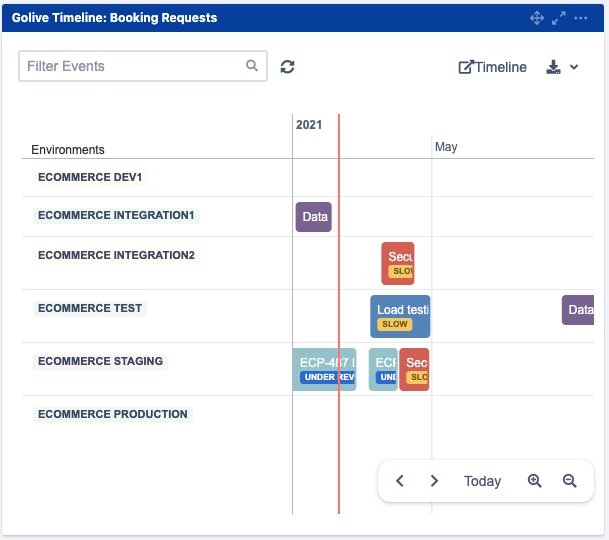 Golive Timeline: Booking Requests
Filter Events
Timeline
2021
Environments
May
ECOMMERCE DEV1
ECOMMERCE INTEGRATION1
Data
ECOMMERCE INTEGRATION2
Secu
SLOW
ECOMMERCE TEST
Load testi
SLOW
Data
ECOMMERCE STAGING
ECP-487
UNDER REV
ECP
UND
Sec
SLO
ECOMMERCE PRODUCTION
Today